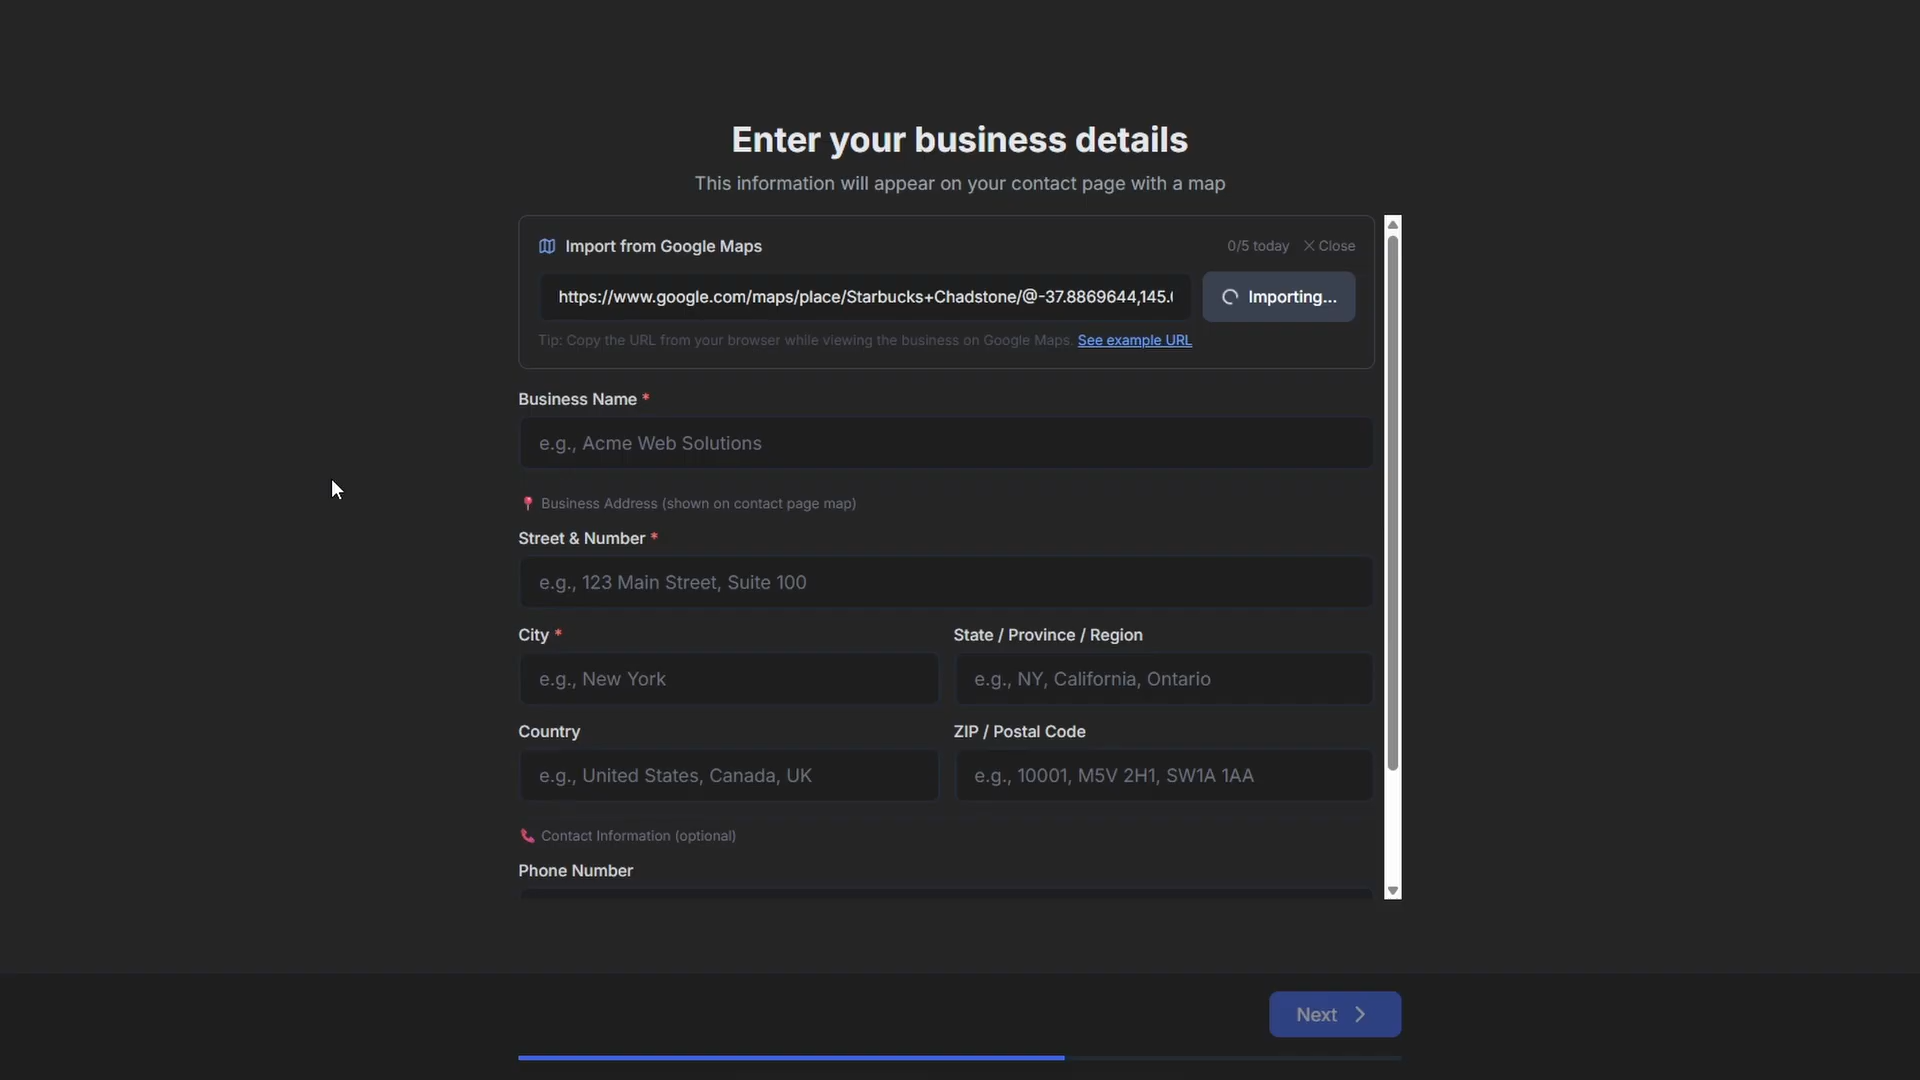 Enter your business details
This information will appear on your contact page with a map
Import from Google Maps
0/5 today
Close
https://www.google.com/maps/place/Starbucks+Chadstone/@-37.8869644,145.
Importing...
Tip: Copy the URL from your browser while viewing the business on Google Maps. See example URL
Business Name *
e.g., Acme Web Solutions
Business Address (shown on contact page map)
Street & Number *
e.g., 123 Main Street, Suite 100
City *
State / Province / Region
e.g., New York
e.g., NY, California, Ontario
Country
ZIP / Postal Code
e.g., United States, Canada, UK
e.g., 10001, M5V 2H1, SW1A 1AA
Contact Information (optional)
Phone Number
Next